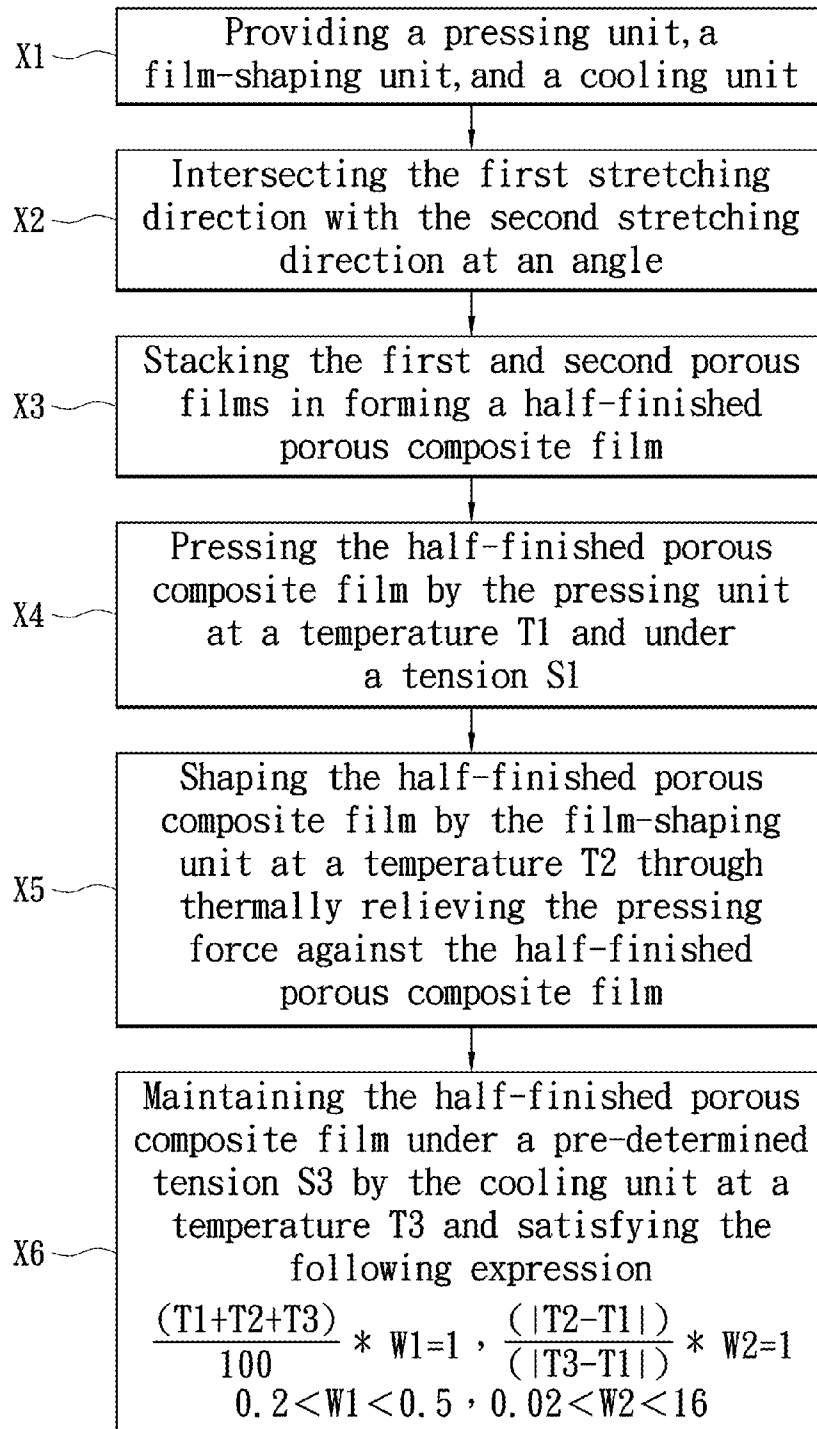 X1
Providing a pressing unit, a
film-shaping unit, and a cooling unit
X2
Intersecting the first stretching
direction with the second stretching
direction at an angle
X3
Stacking the first and second porous
films in forming a half-finished
porous composite film
X4
Pressing the half-finished porous
composite film by the pressing unit
at a temperature T1 and under
a tension S1
X5
Shaping the half-finished porous
composite film by the film-shaping
unit at a temperature T2 through
thermally relieving the pressing
force against the half-finished
porous composite film
X6
Maintaining the half-finished porous
composite film under a pre-determined
tension S3 by the cooling unit at a
temperature T3 and satisfying the
following expression
(T1+T2+T3)/100 * W1=1 , (|T2-T1|)/(|T3-T1|) * W2=1
0.2<W1<0.5 , 0.02<W2<16